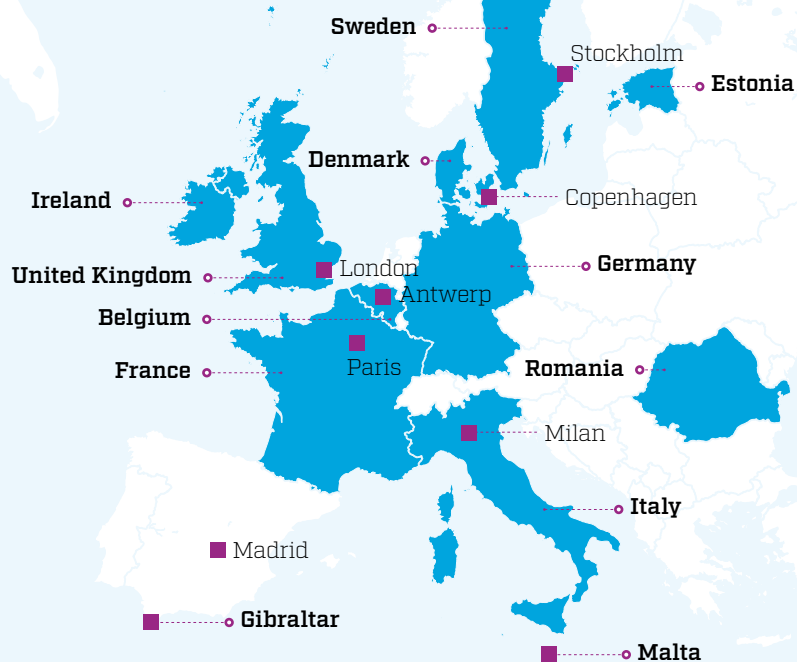 Sweden
Stockholm
Estonia
Denmark
Copenhagen
Ireland
Germany
London
United Kingdom
Antwerp
Belgium
Paris
France
Romania
Milan
Italy
Madrid
Gibraltar
Malta